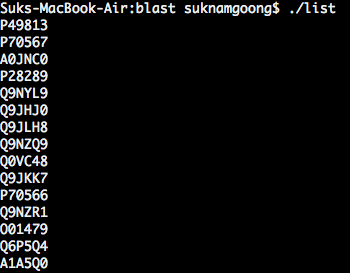 Suks-MacBook-Air:blast suknamgoong$ ./list
P49813
P70567
A0JNC0
P28289
Q9NYL9
Q9JHJ0
Q9JLH8
Q9NZQ9
Q0VC48
Q9JKK7
P70566
Q9NZR1
O01479
Q6P5Q4
A1A5Q0